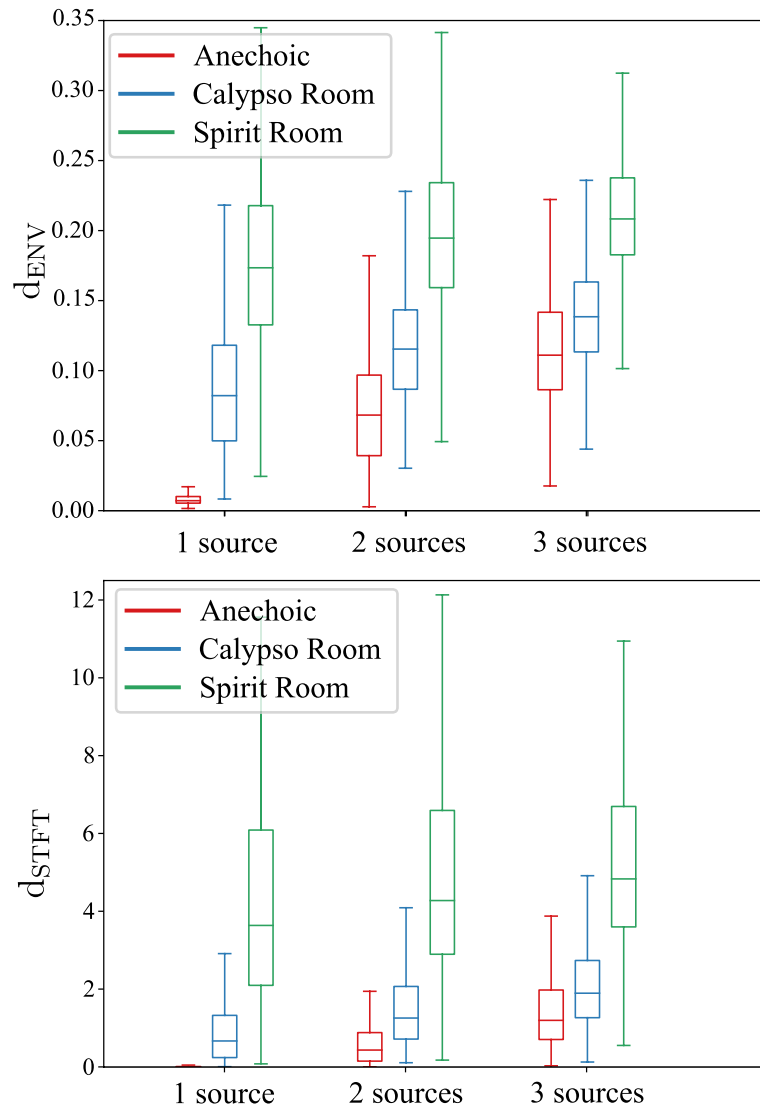 0.35
Anechoic
Calypso Room
Spirit Room
0.30
0.25
0.20
0.15
0.10
0.05
0.00
d_ENV
1 source
2 sources
3 sources
12
Anechoic
Calypso Room
Spirit Room
10
8
6
4
2
0
d_STFT
1 source
2 sources
3 sources